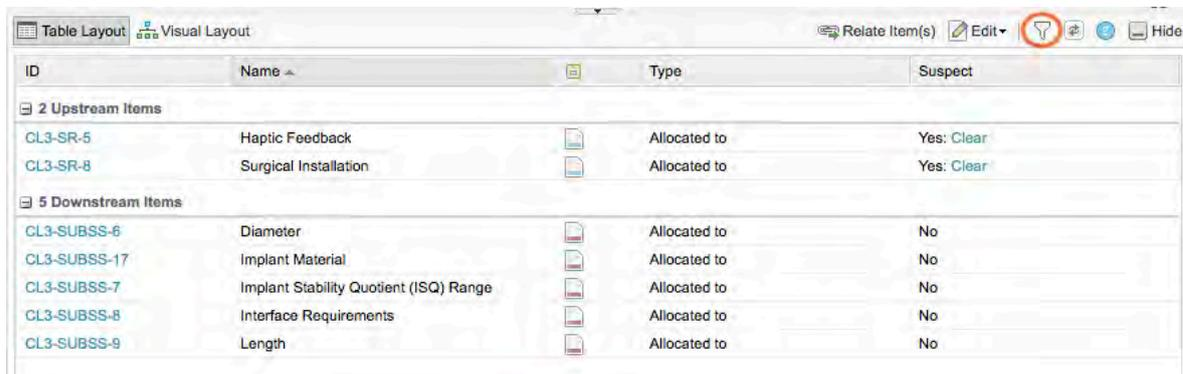 Table Layout Visual Layout Relate Item(s) Edit Hide
ID Name Type Suspect
2 Upstream Items
CL3-SR-5 Haptic Feedback Allocated to Yes: Clear
CL3-SR-8 Surgical Installation Allocated to Yes: Clear
5 Downstream Items
CL3-SUBSS-6 Diameter Allocated to No
CL3-SUBSS-17 Implant Material Allocated to No
CL3-SUBSS-7 Implant Stability Quotient (ISQ) Range Allocated to No
CL3-SUBSS-8 Interface Requirements Allocated to No
CL3-SUBSS-9 Length Allocated to No